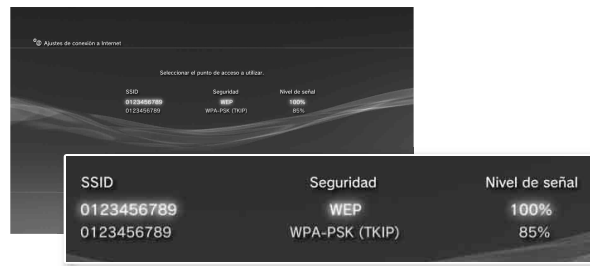 Ajustes de conexión a Internet
Seleccionar el punto de acceso a utilizar.
SSID Seguridad Nivel de señal
0123456789 WEP 100%
0123456789 WPA-PSK (TKIP) 85%
SSID Seguridad Nivel de señal
0123456789 WEP 100%
0123456789 WPA-PSK (TKIP) 85%